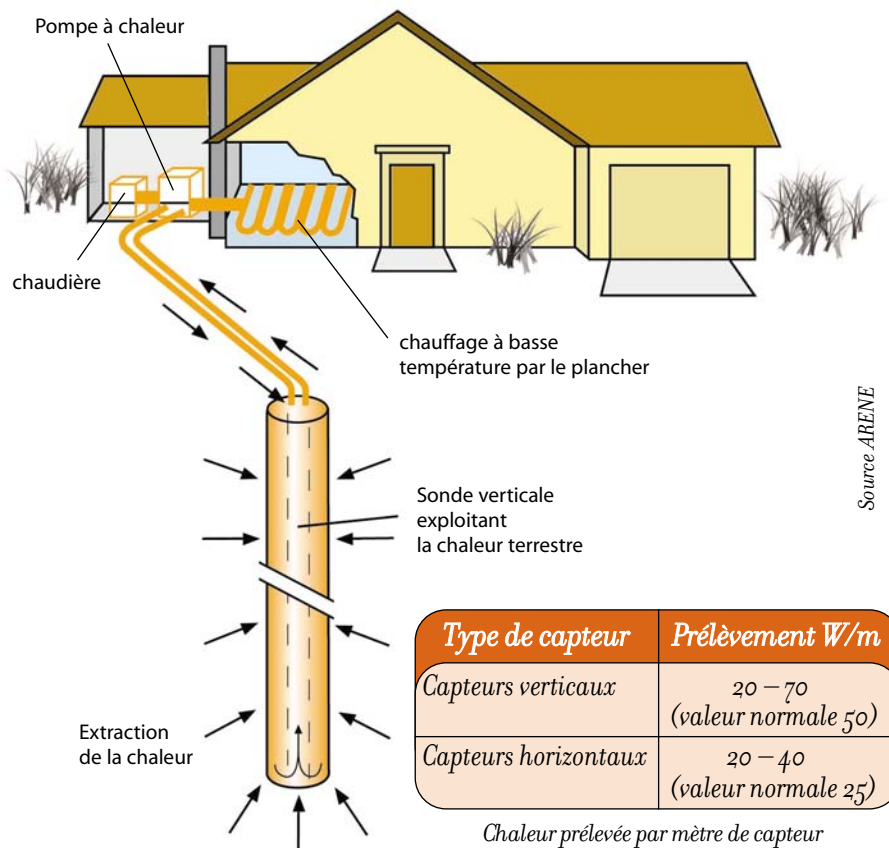 Pompe à chaleur
chaudière
chauffage à basse
température par le plancher
Source ARENE
Sonde verticale
exploitant
la chaleur terrestre
Extraction
de la chaleur
Type de capteur Prélèvement W/m
Capteurs verticaux 20 – 70
(valeur normale 50)
Capteurs horizontaux 20 – 40
(valeur normale 25)
Chaleur prélevée par mètre de capteur